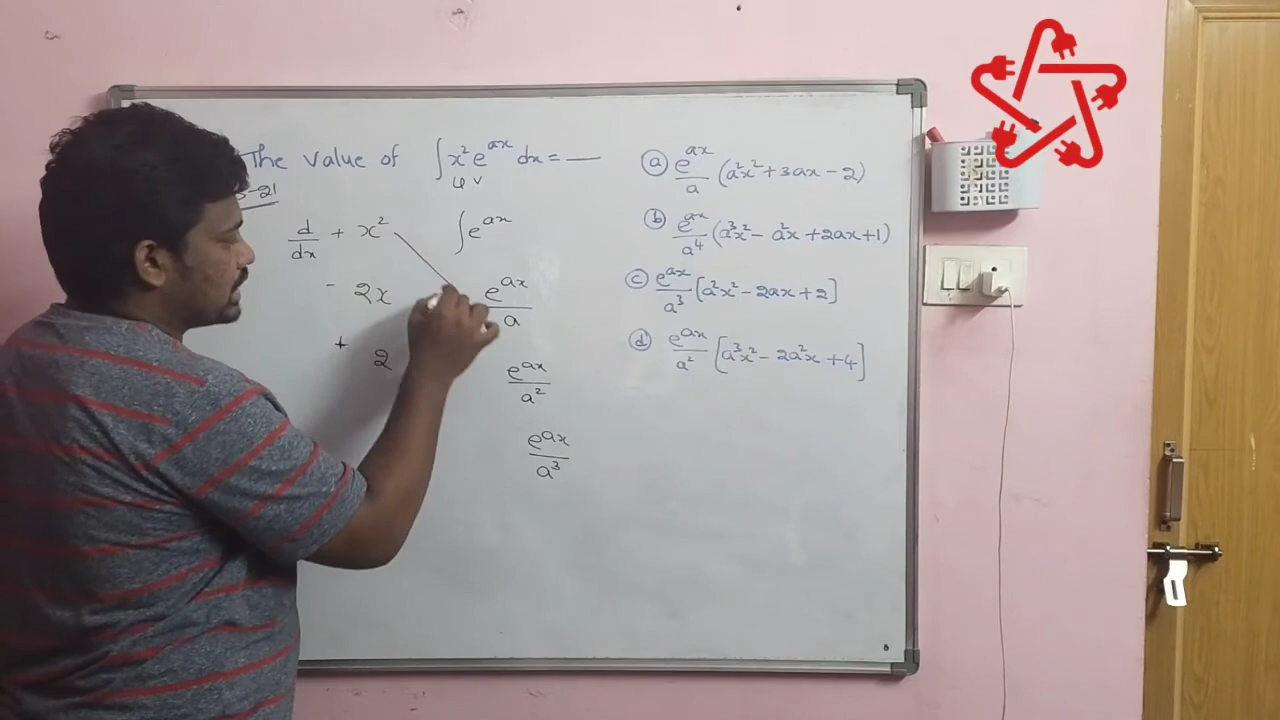 The value of ∫x²e^{ax} dx = —
u v
-21
d/dx + x² ∫e^{ax}
- 2x e^{ax}/a
+ 2 e^{ax}/a²
e^{ax}/a³
ⓐ e^{ax}/a (a²x² + 3ax - 2)
ⓑ e^{ax}/a⁴ (a³x² - a²x + 2ax + 1)
ⓒ e^{ax}/a³ [a²x² - 2ax + 2]
ⓓ e^{ax}/a² [a³x² - 2a²x + 4]